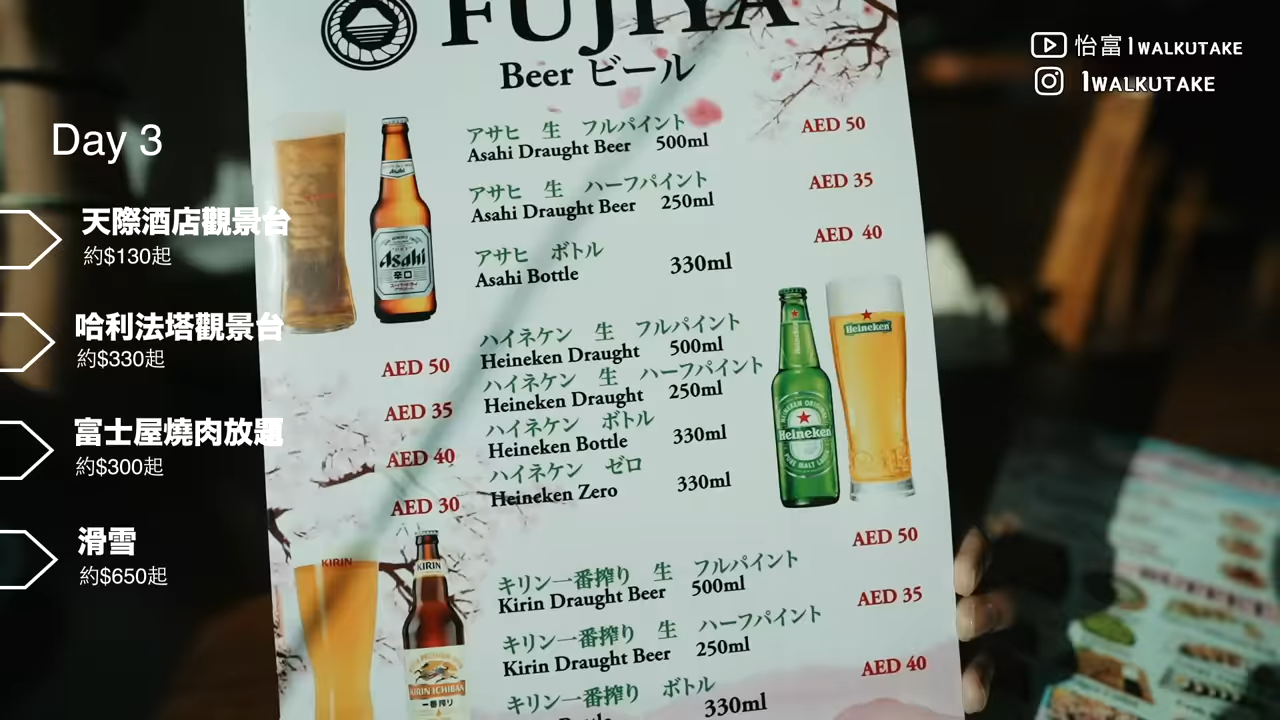 FUJIYA
Beer ビール
アサヒ 生 フルパイント
Asahi Draught Beer 500ml
AED 50
アサヒ 生 ハーフパイント
Asahi Draught Beer 250ml
AED 35
アサヒ ボトル
Asahi Bottle 330ml
AED 40
Asahi
辛口
ハイネケン 生 フルパイント
Heineken Draught 500ml
AED 50
ハイネケン 生 ハーフパイント
Heineken Draught 250ml
AED 35
ハイネケン ボトル
Heineken Bottle 330ml
AED 40
ハイネケン ゼロ
Heineken Zero 330ml
AED 30
Heineken
Heineken
キリン一番搾り 生 フルパイント
Kirin Draught Beer 500ml
AED 50
キリン一番搾り 生 ハーフパイント
Kirin Draught Beer 250ml
AED 35
キリン一番搾り ボトル
330ml
AED 40
KIRIN
KIRIN
KIRIN ICHIBAN
一番搾り
Day 3
天際酒店觀景台
約$130起
哈利法塔觀景台
約$330起
富士屋燒肉放題
約$300起
滑雪
約$650起
怡富1WALKUTAKE
1WALKUTAKE